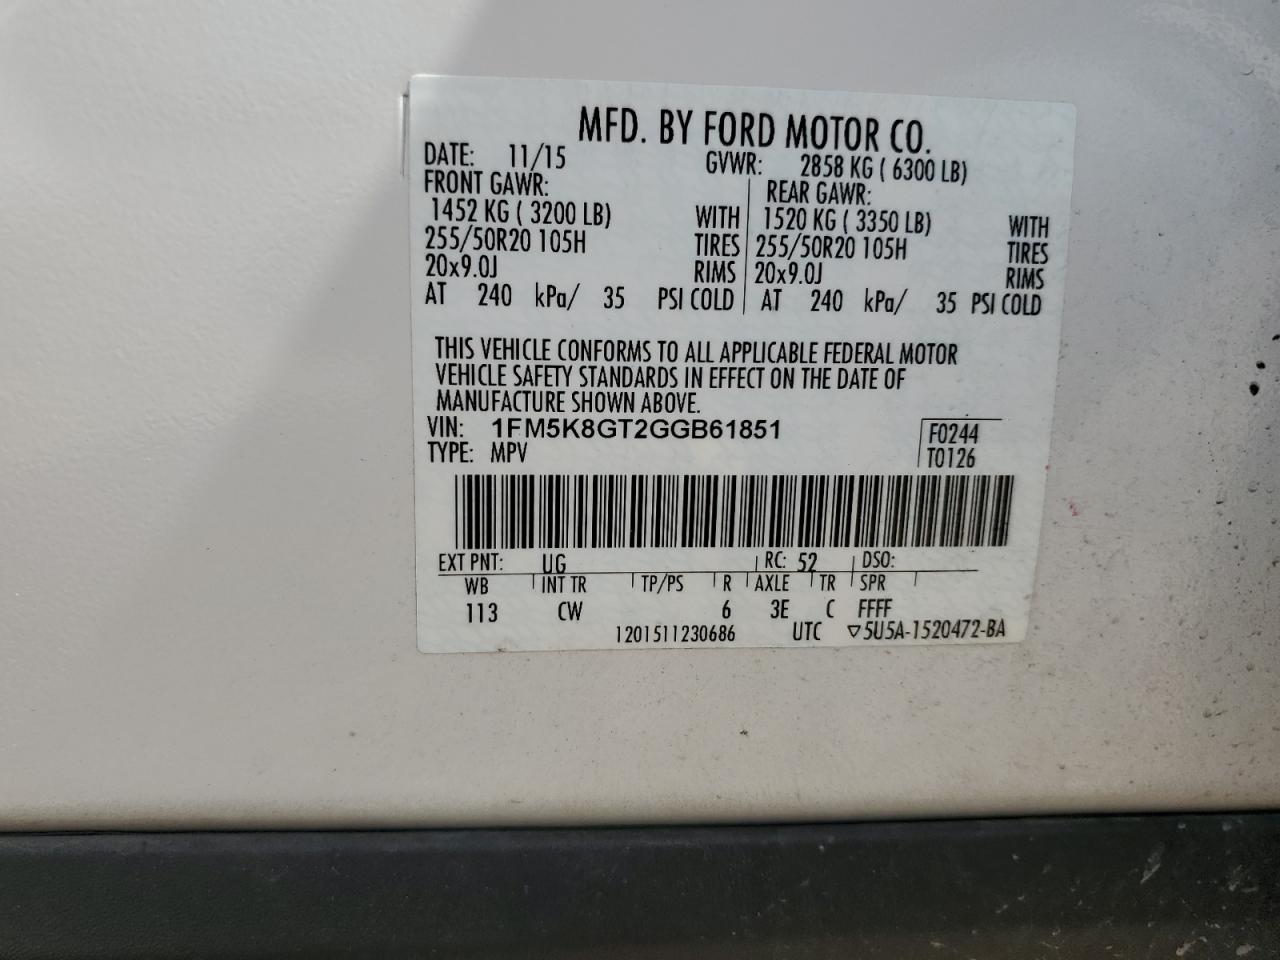 MFD. BY FORD MOTOR CO.
DATE: 11/15 GVWR: 2858 KG ( 6300 LB)
FRONT GAWR: REAR GAWR:
1452 KG ( 3200 LB) WITH 1520 KG ( 3350 LB) WITH
255/50R20 105H TIRES 255/50R20 105H TIRES
20x9.0J RIMS 20x9.0J RIMS
AT 240 kPa/ 35 PSI COLD AT 240 kPa/ 35 PSI COLD
THIS VEHICLE CONFORMS TO ALL APPLICABLE FEDERAL MOTOR
VEHICLE SAFETY STANDARDS IN EFFECT ON THE DATE OF
MANUFACTURE SHOWN ABOVE.
VIN: 1FM5K8GT2GGB61851 F0244
TYPE: MPV T0126
EXT PNT: UG RC: 52 DSO:
WB INT TR TP/PS R AXLE TR SPR
113 CW 6 3E C FFFF
1201511230686 UTC ▽5U5A-1520472-BA